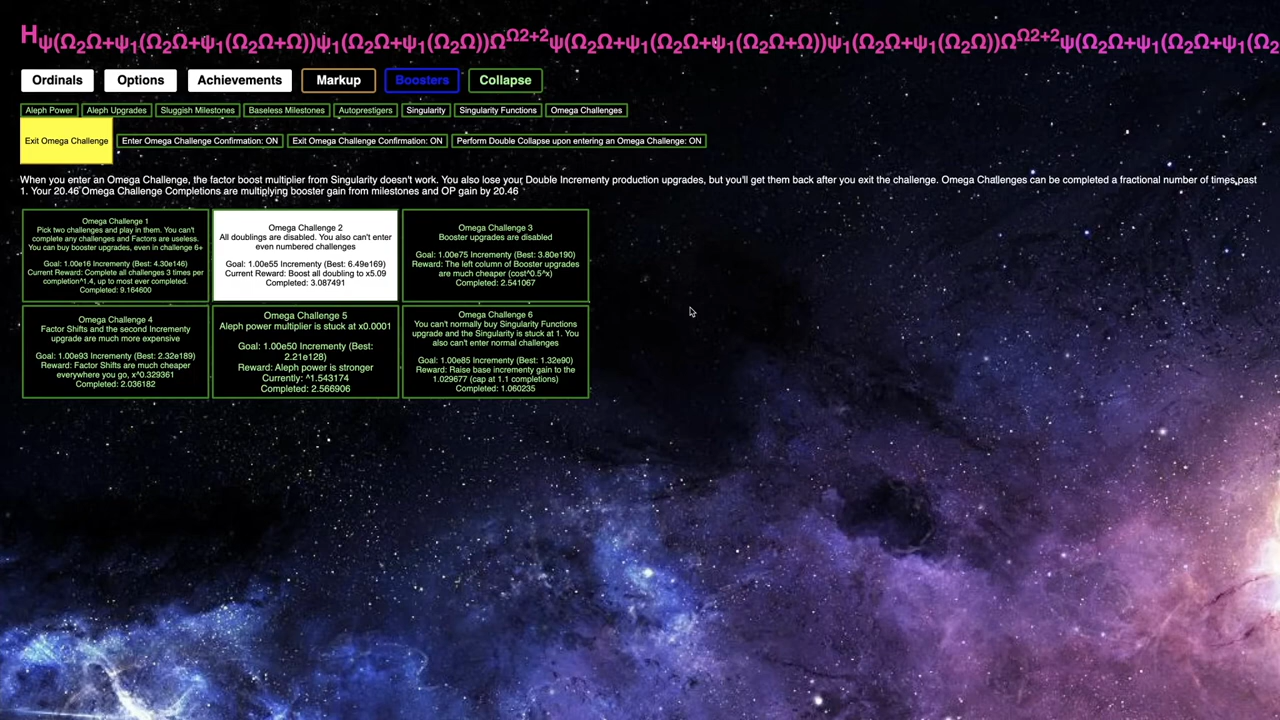 Hψ(Ω₂Ω+ψ₁(Ω₂Ω+ψ₁(Ω₂Ω+Ω))ψ₁(Ω₂Ω+ψ₁(Ω₂Ω))Ω^Ω2+2ψ(Ω₂Ω+ψ₁(Ω₂Ω+ψ₁(Ω₂Ω+Ω))ψ₁(Ω₂Ω+ψ₁(Ω₂Ω))Ω^Ω2+2ψ(Ω₂Ω+ψ₁(Ω₂Ω+ψ₁(Ω₂
Ordinals Options Achievements Markup Boosters Collapse
Aleph Power Aleph Upgrades Sluggish Milestones Baseless Milestones Autoprestigers Singularity Singularity Functions Omega Challenges
Exit Omega Challenge Enter Omega Challenge Confirmation: ON Exit Omega Challenge Confirmation: ON Perform Double Collapse upon entering an Omega Challenge: ON
When you enter an Omega Challenge, the factor boost multiplier from Singularity doesn't work. You also lose your Double Incrementy production upgrades, but you'll get them back after you exit the challenge. Omega Challenges can be completed a fractional number of times past
1. Your 20.46 Omega Challenge Completions are multiplying booster gain from milestones and OP gain by 20.46
Omega Challenge 1
Pick two challenges and play in them. You can't
complete any challenges and Factors are useless.
You can buy booster upgrades, even in challenge 6+
Goal: 1.00e16 Incrementy (Best: 4.30e146)
Current Reward: Complete all challenges 3 times per
completion^1.4, up to most ever completed.
Completed: 9.164600
Omega Challenge 2
All doublings are disabled. You also can't enter
even numbered challenges
Goal: 1.00e55 Incrementy (Best: 6.49e169)
Current Reward: Boost all doubling to x5.09
Completed: 3.087491
Omega Challenge 3
Booster upgrades are disabled
Goal: 1.00e75 Incrementy (Best: 3.80e190)
Reward: The left column of Booster upgrades
are much cheaper (cost^0.5^x)
Completed: 2.541067
Omega Challenge 4
Factor Shifts and the second Incrementy
upgrade are much more expensive
Goal: 1.00e93 Incrementy (Best: 2.32e189)
Reward: Factor Shifts are much cheaper
everywhere you go, x^0.329361
Completed: 2.036182
Omega Challenge 5
Aleph power multiplier is stuck at x0.0001
Goal: 1.00e50 Incrementy (Best:
2.21e128)
Reward: Aleph power is stronger
Currently: ^1.543174
Completed: 2.566906
Omega Challenge 6
You can't normally buy Singularity Functions
upgrade and the Singularity is stuck at 1. You
also can't enter normal challenges
Goal: 1.00e85 Incrementy (Best: 1.32e90)
Reward: Raise base incrementy gain to the
1.029677 (cap at 1.1 completions)
Completed: 1.060235